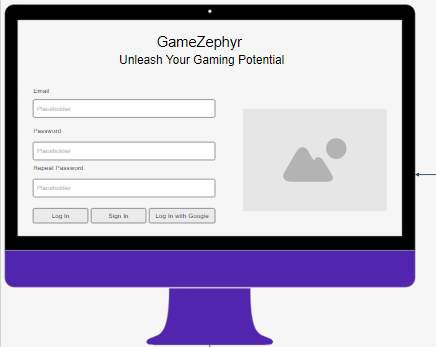 GameZephyr
Unleash Your Gaming Potential
Email
Placeholder
Password
Placeholder
Repeat Password
Placeholder
Log In
Sign In
Log In with Google